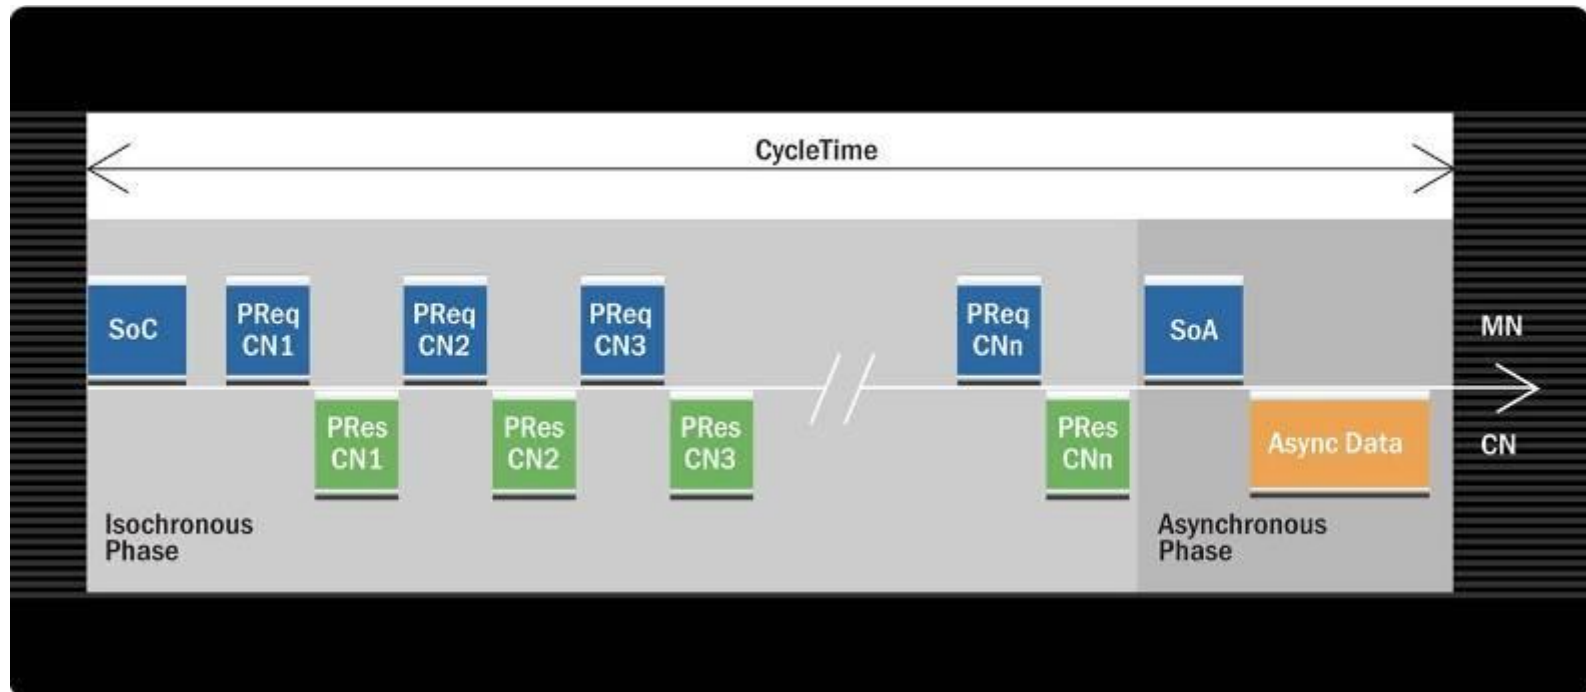 CycleTime
SoC
PReq
CN1
PReq
CN2
PReq
CN3
PReq
CNn
SoA
MN
PRes
CN1
PRes
CN2
PRes
CN3
PRes
CNn
Async Data
CN
Isochronous
Phase
Asynchronous
Phase